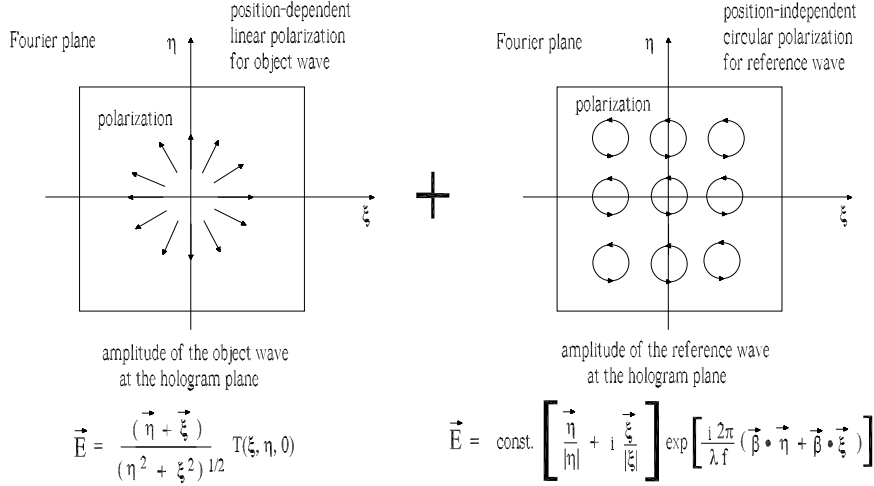 Fourier plane
η
position-dependent
linear polarization
for object wave
polarization
ξ
amplitude of the object wave
at the hologram plane
E⃗ = (η⃗ + ξ⃗) / (η² + ξ²)^1/2 T(ξ, η, 0)
+
Fourier plane
η
position-independent
circular polarization
for reference wave
polarization
ξ
amplitude of the reference wave
at the hologram plane
E⃗ = const. [ η⃗/|η| + i ξ⃗/|ξ| ] exp [ i 2π/λ f ( β⃗ • η⃗ + β⃗ • ξ⃗ ) ]